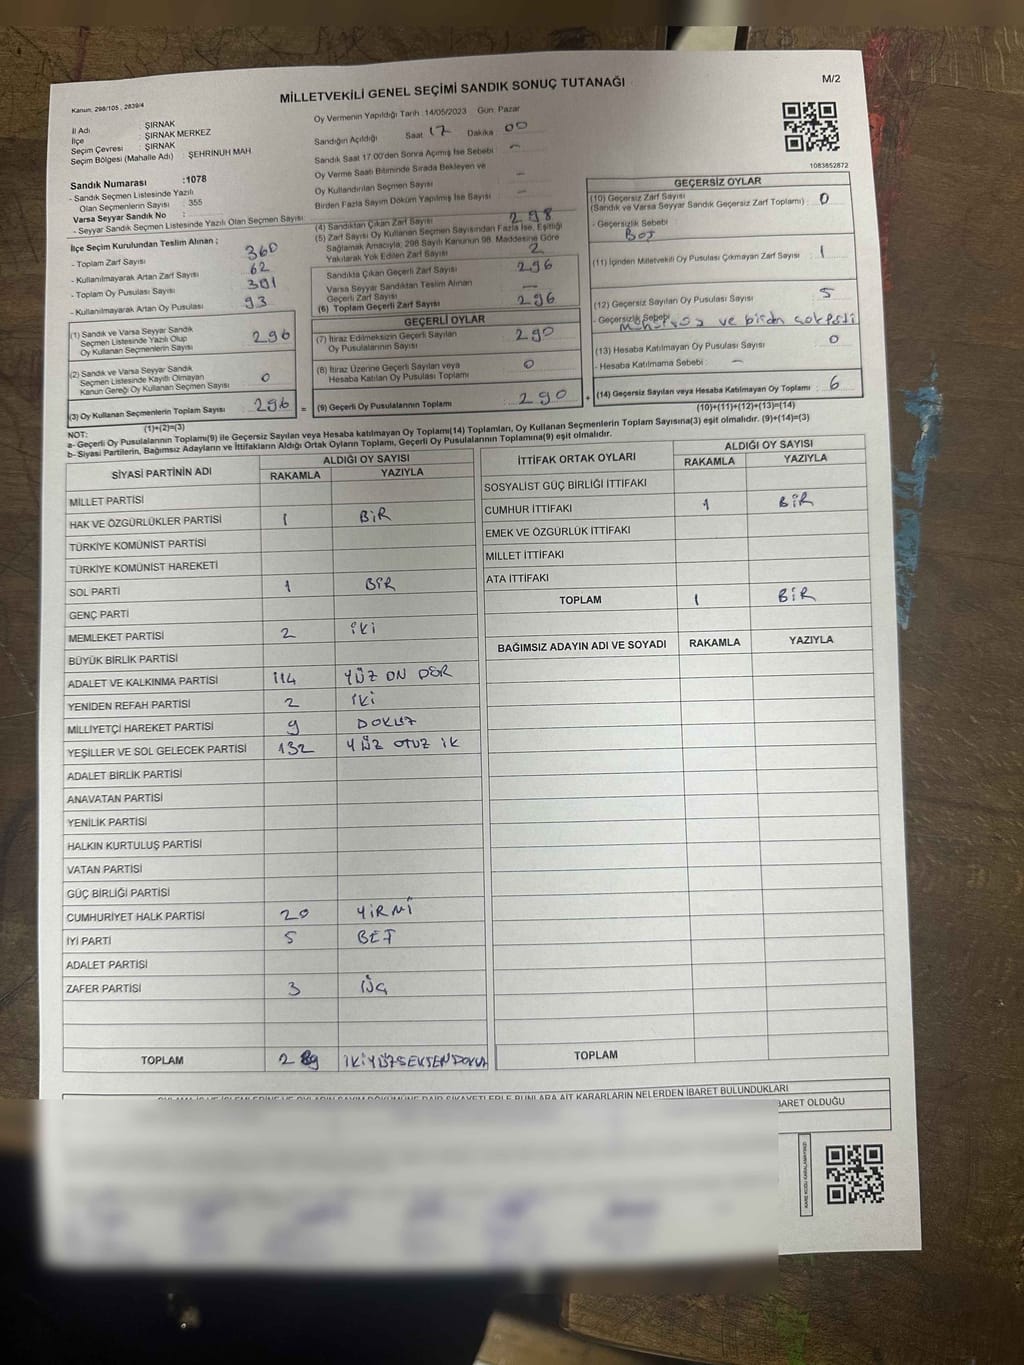 M/2
Kanun: 298/105 , 2839/4
MİLLETVEKİLİ GENEL SEÇİMİ SANDIK SONUÇ TUTANAĞI
İl Adı : ŞIRNAK
İlçe : ŞIRNAK MERKEZ
Seçim Çevresi : ŞIRNAK
Seçim Bölgesi (Mahalle Adı) : ŞEHRİNUH MAH
Sandık Numarası :1078
- Sandık Seçmen Listesinde Yazılı
Olan Seçmenlerin Sayısı : 355
Varsa Seyyar Sandık No :
- Seyyar Sandık Seçmen Listesinde Yazılı Olan Seçmen Sayısı :
Oy Vermenin Yapıldığı Tarih :14/05/2023 Gün: Pazar
Sandığın Açıldığı Saat 17 Dakika 00
Sandık Saat 17:00'den Sonra Açımış İse Sebebi : -
Oy Verme Saati Bitiminde Sırada Bekleyen ve
Oy Kullandırılan Seçmen Sayısı -
Birden Fazla Sayım Döküm Yapılmış İse Sayısı -
1083852872
İlçe Seçim Kurulundan Teslim Alınan ;
- Toplam Zarf Sayısı 360
- Kullanılmayarak Artan Zarf Sayısı 62
- Toplam Oy Pusulası Sayısı 391
- Kullanılmayarak Artan Oy Pusulası 93
(4) Sandıktan Çıkan Zarf Sayısı 298
(5) Zarf Sayısı Oy Kullanan Seçmen Sayısından Fazla İse, Eşitliği
Sağlamak Amacıyla; 298 Sayılı Kanunun 98. Maddesine Göre
Yakılarak Yok Edilen Zarf Sayısı 2
Sandıkta Çıkan Geçerli Zarf Sayısı 296
Varsa Seyyar Sandıktan Teslim Alınan
Geçerli Zarf Sayısı -
(6) Toplam Geçerli Zarf Sayısı 296
GEÇERSİZ OYLAR
(10) Geçersiz Zarf Sayısı
(Sandık ve Varsa Seyyar Sandık Geçersiz Zarf Toplamı) : 0
- Geçersizlik Sebebi
Boş
(11) İçinden Milletvekili Oy Pusulası Çıkmayan Zarf Sayısı : 1
(12) Geçersiz Sayılan Oy Pusulası Sayısı : 5
- Geçersizlik Sebebi
ve birden
(13) Hesaba Katılmayan Oy Pusulası Sayısı : 0
- Hesaba Katılmama Sebebi : -
(14) Geçersiz Sayılan veya Hesaba Katılmayan Oy Toplamı : 6
(10)+(11)+(12)+(13)=(14)
(1) Sandık ve Varsa Seyyar Sandık
Seçmen Listesinde Yazılı Olup
Oy Kullanan Seçmenlerin Sayısı 296
(2) Sandık ve Varsa Seyyar Sandık
Seçmen Listesinde Kayıtlı Olmayan
Kanun Gereği Oy Kullanan Seçmen Sayısı 0
(3) Oy Kullanan Seçmenlerin Toplam Sayısı 296 =
(1)+(2)=(3)
GEÇERLİ OYLAR
(7) İtiraz Edilmeksizin Geçerli Sayılan
Oy Pusulalarının Sayısı 290
(8) İtiraz Üzerine Geçerli Sayılan veya
Hesaba Katılan Oy Pusulası Toplamı 0
(9) Geçerli Oy Pusulalarının Toplamı : 290 +
NOT:
a- Geçerli Oy Pusulalarının Toplamı(9) ile Geçersiz Sayılan veya Hesaba katılmayan Oy Toplamı(14) Toplamları, Oy Kullanan Seçmenlerin Toplam Sayısına(3) eşit olmalıdır. (9)+(14)=(3)
b- Siyasi Partilerin, Bağımsız Adayların ve İttifakların Aldığı Ortak Oyların Toplamı, Geçerli Oy Pusulalarının Toplamına(9) eşit olmalıdır.
SİYASİ PARTİNİN ADI ALDIĞI OY SAYISI
RAKAMLA YAZIYLA
MİLLET PARTİSİ
HAK VE ÖZGÜRLÜKLER PARTİSİ 1 BİR
TÜRKİYE KOMÜNİST PARTİSİ
TÜRKİYE KOMÜNİST HAREKETİ
SOL PARTİ 1 BİR
GENÇ PARTİ
MEMLEKET PARTİSİ 2 İKİ
BÜYÜK BİRLİK PARTİSİ
ADALET VE KALKINMA PARTİSİ 114 YÜZ ON DÖR
YENİDEN REFAH PARTİSİ 2 İKİ
MİLLİYETÇİ HAREKET PARTİSİ 9 DOKUZ
YEŞİLLER VE SOL GELECEK PARTİSİ 132 YÜZ OTUZ İK
ADALET BİRLİK PARTİSİ
ANAVATAN PARTİSİ
YENİLİK PARTİSİ
HALKIN KURTULUŞ PARTİSİ
VATAN PARTİSİ
GÜÇ BİRLİĞİ PARTİSİ
CUMHURİYET HALK PARTİSİ 20 YİRMİ
İYİ PARTİ 5 BEŞ
ADALET PARTİSİ
ZAFER PARTİSİ 3 ÜÇ
TOPLAM 289 İKİYÜZSEKSENDOKUZ
İTTİFAK ORTAK OYLARI ALDIĞI OY SAYISI
RAKAMLA YAZIYLA
SOSYALİST GÜÇ BİRLİĞİ İTTİFAKI
CUMHUR İTTİFAKI 1 BİR
EMEK VE ÖZGÜRLÜK İTTİFAKI
MİLLET İTTİFAKI
ATA İTTİFAKI
TOPLAM 1 BİR
BAĞIMSIZ ADAYIN ADI VE SOYADI RAKAMLA YAZIYLA
TOPLAM
NELERDEN İBARET BULUNDUKLARI
BARET OLDUĞU